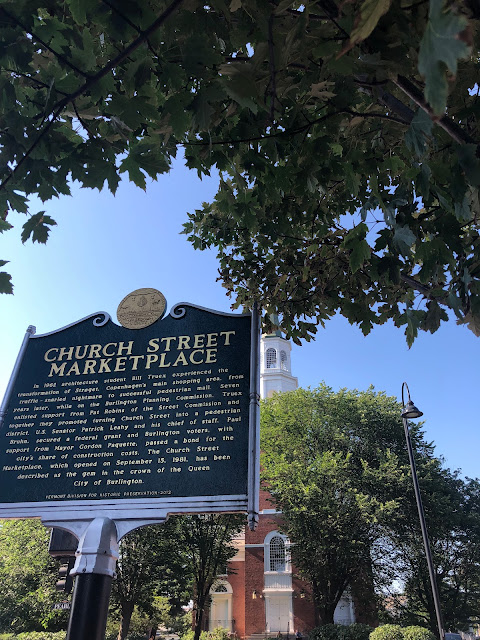 CHURCH STREET
MARKETPLACE
In 1962 architecture student Bill Truex experienced the
transformation of Stroget, Copenhagen's main shopping area, from
traffic - snarled nightmare to successful pedestrian mall. Seven
years later, while on the Burlington Planning Commission, Truex
enlisted support from Pat Robins of the Street Commission and
together they promoted turning Church Street into a pedestrian
district. U.S. Senator Patrick Leahy and his chief of staff, Paul
Bruhn, secured a federal grant and Burlington voters, with
support from Mayor Gordon Paquette, passed a bond for the
city's share of construction costs. The Church Street
Marketplace, which opened on September 15, 1981, has been
described as the gem in the crown of the Queen
City of Burlington.
VERMONT DIVISION FOR HISTORIC PRESERVATION-2012
PEARL